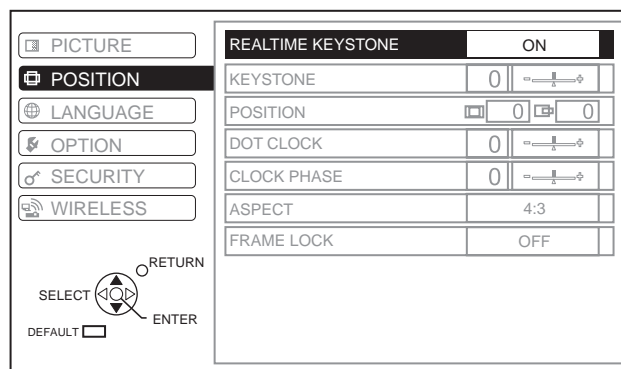 PICTURE
POSITION
LANGUAGE
OPTION
SECURITY
WIRELESS
RETURN
SELECT
ENTER
DEFAULT
REALTIME KEYSTONE ON
KEYSTONE 0 - +
POSITION 0 0
DOT CLOCK 0 - +
CLOCK PHASE 0 - +
ASPECT 4:3
FRAME LOCK OFF